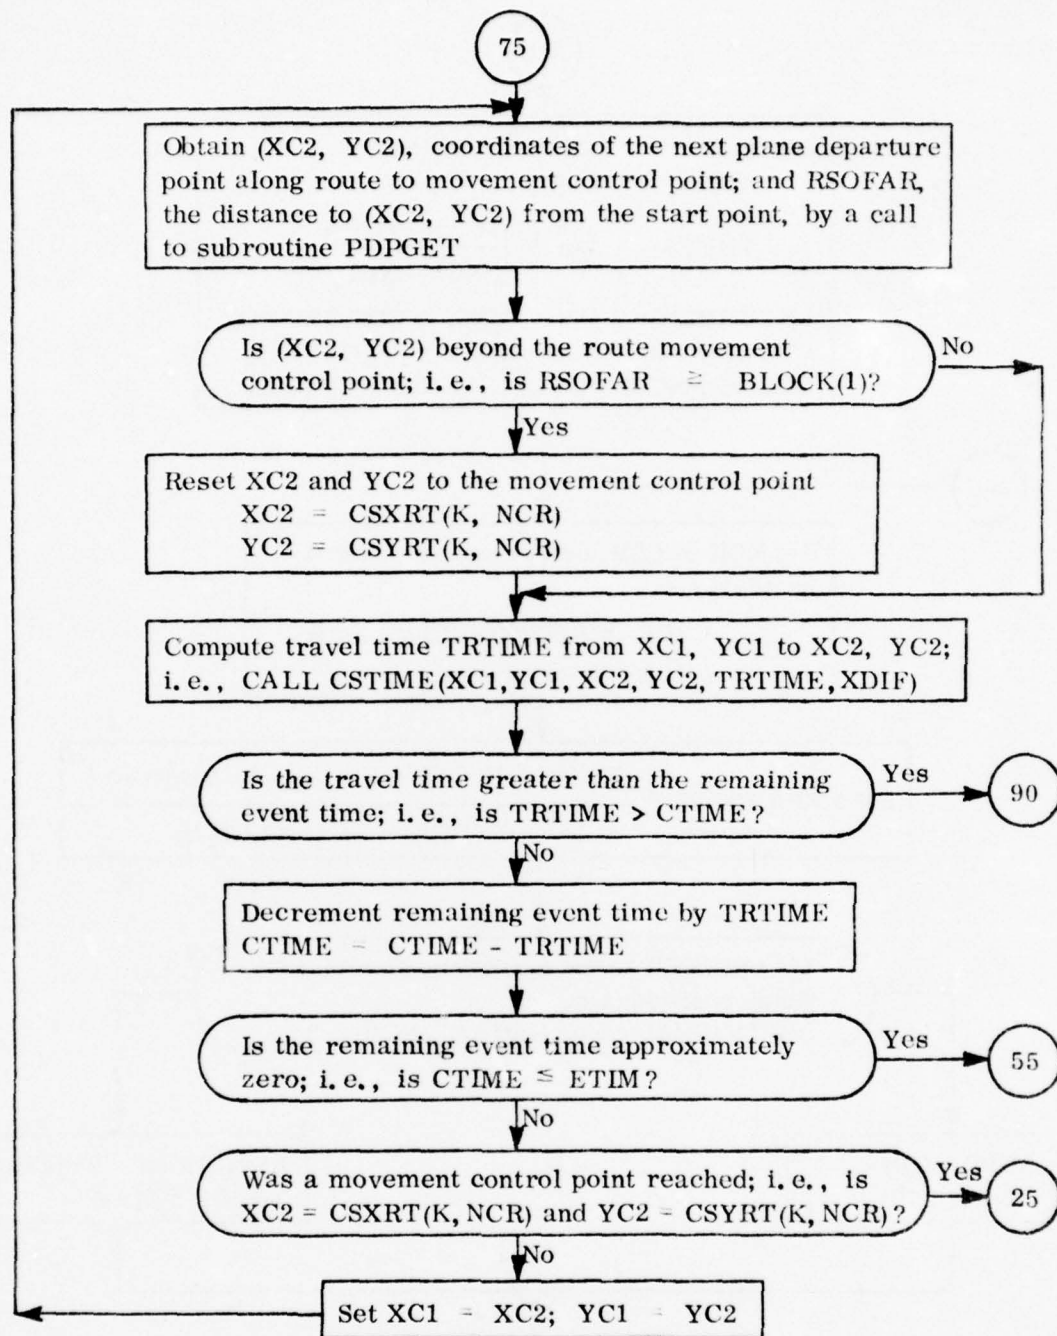 75
Obtain (XC2, YC2), coordinates of the next plane departure
point along route to movement control point; and RSOFAR,
the distance to (XC2, YC2) from the start point, by a call
to subroutine PDPGET
Is (XC2, YC2) beyond the route movement
control point; i.e., is RSOFAR ≥ BLOCK(1)?
No
Yes
Reset XC2 and YC2 to the movement control point
XC2 = CSXRT(K, NCR)
YC2 = CSYRT(K, NCR)
Compute travel time TRTIME from XC1, YC1 to XC2, YC2;
i.e., CALL CSTIME(XC1,YC1, XC2, YC2, TRTIME,XDIF)
Is the travel time greater than the remaining
event time; i.e., is TRTIME > CTIME?
Yes
90
No
Decrement remaining event time by TRTIME
CTIME = CTIME - TRTIME
Is the remaining event time approximately
zero; i.e., is CTIME ≤ ETIM?
Yes
55
No
Was a movement control point reached; i.e., is
XC2 = CSXRT(K,NCR) and YC2 = CSYRT(K,NCR)?
Yes
25
No
Set XC1 = XC2; YC1 = YC2